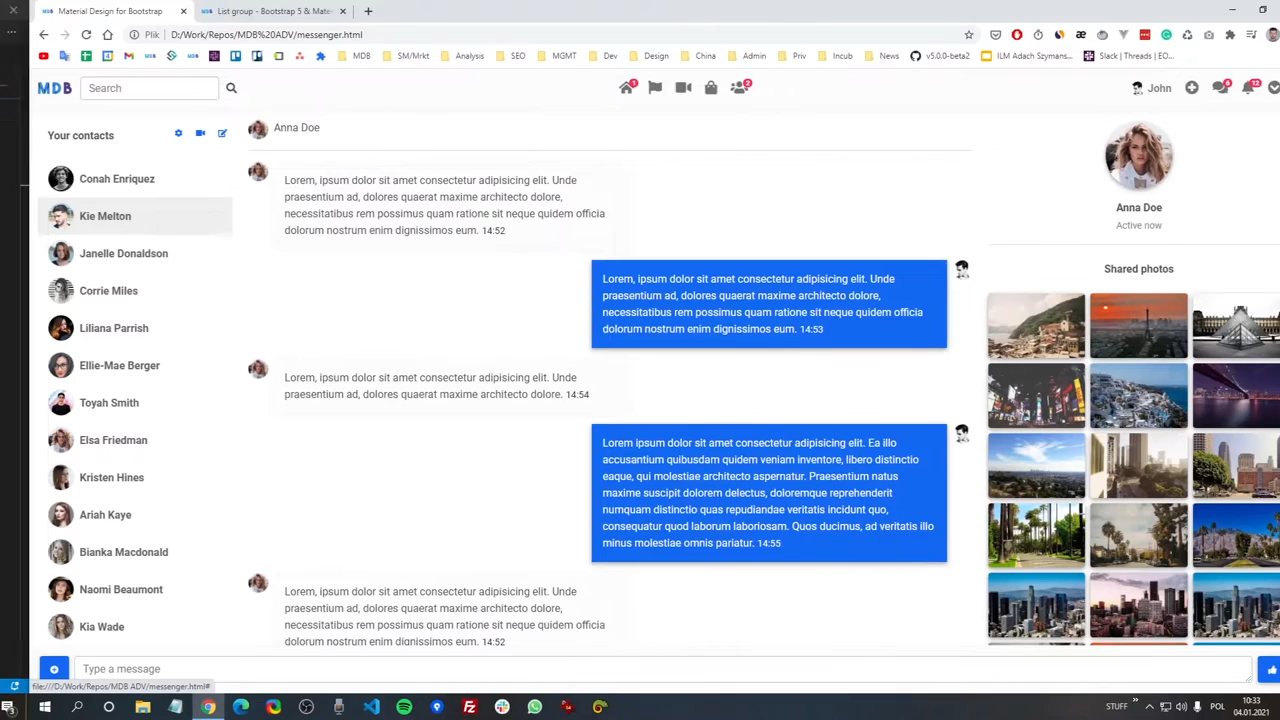 Material Design for Bootstrap
List group - Bootstrap 5 & Mate
Plik
D:/Work/Repos/MDB%20ADV/messenger.html
MDB
SM/Mrkt
Analysis
SEO
MGMT
Dev
Design
China
Admin
Priv
Incub
News
v5.0.0-beta2
ILM Adam Szymans...
Slack | Threads | EO...
MDB
Search
1
2
John
6
12
Your contacts
Conah Enriquez
Kie Melton
Janelle Donaldson
Corrie Miles
Liliana Parrish
Ellie-Mae Berger
Toyah Smith
Elsa Friedman
Kristen Hines
Ariah Kaye
Bianka Macdonald
Naomi Beaumont
Kia Wade
Anna Doe
Lorem, ipsum dolor sit amet consectetur adipisicing elit. Unde
praesentium ad, dolores quaerat maxime architecto dolore,
necessitatibus rem possimus quam ratione sit neque quidem officia
dolorum nostrum enim dignissimos eum. 14:52
Lorem, ipsum dolor sit amet consectetur adipisicing elit. Unde
praesentium ad, dolores quaerat maxime architecto dolore,
necessitatibus rem possimus quam ratione sit neque quidem officia
dolorum nostrum enim dignissimos eum. 14:53
Lorem, ipsum dolor sit amet consectetur adipisicing elit. Unde
praesentium ad, dolores quaerat maxime architecto dolore. 14:54
Lorem ipsum dolor sit amet consectetur adipisicing elit. Ea illo
accusantium quibusdam quidem veniam inventore, libero distinctio
eaque, qui molestiae architecto aspernatur. Praesentium natus
maxime suscipit dolorem delectus, doloremque reprehenderit
numquam distinctio quas repudiandae veritatis incidunt quo,
consequatur quod laborum laboriosam. Quos ducimus, ad veritatis illo
minus molestiae omnis pariatur. 14:55
Lorem, ipsum dolor sit amet consectetur adipisicing elit. Unde
praesentium ad, dolores quaerat maxime architecto dolore,
necessitatibus rem possimus quam ratione sit neque quidem officia
dolorum nostrum enim dignissimos eum. 14:52
Anna Doe
Active now
Shared photos
Type a message
file:///D:/Work/Repos/MDB ADV/messenger.html#
STUFF
POL
10:33
04.01.2021